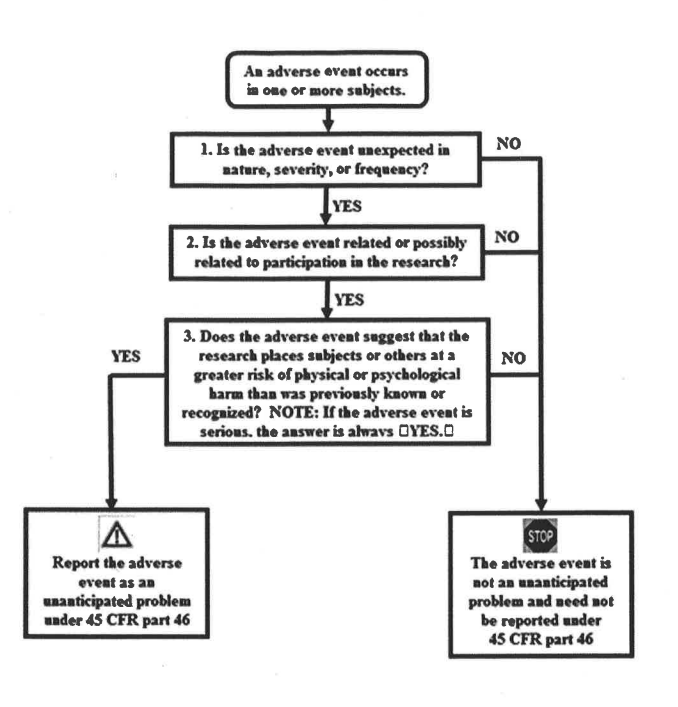 An adverse event occurs
in one or more subjects.
1. Is the adverse event unexpected in
nature, severity, or frequency?
NO
YES
2. Is the adverse event related or possibly
related to participation in the research?
NO
YES
3. Does the adverse event suggest that the
research places subjects or others at a
greater risk of physical or psychological
harm than was previously known or
recognized? NOTE: If the adverse event is
serious, the answer is always □YES.□
YES
NO
Report the adverse
event as an
unanticipated problem
under 45 CFR part 46
STOP
The adverse event is
not an unanticipated
problem and need not
be reported under
45 CFR part 46